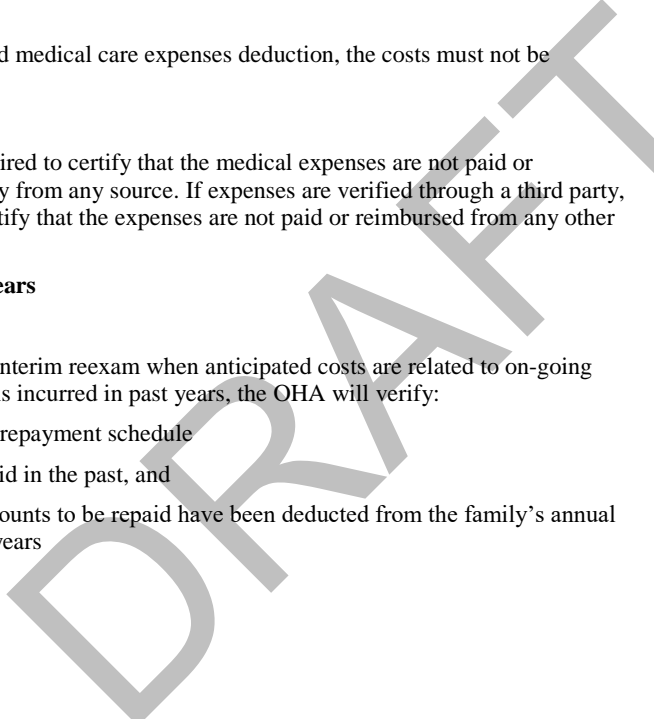 d medical care expenses deduction, the costs must not be
ired to certify that the medical expenses are not paid or
y from any source. If expenses are verified through a third party,
tify that the expenses are not paid or reimbursed from any other
ears
nterim reexam when anticipated costs are related to on-going
s incurred in past years, the OHA will verify:
repayment schedule
id in the past, and
ounts to be repaid have been deducted from the family’s annual
years
DRAFT